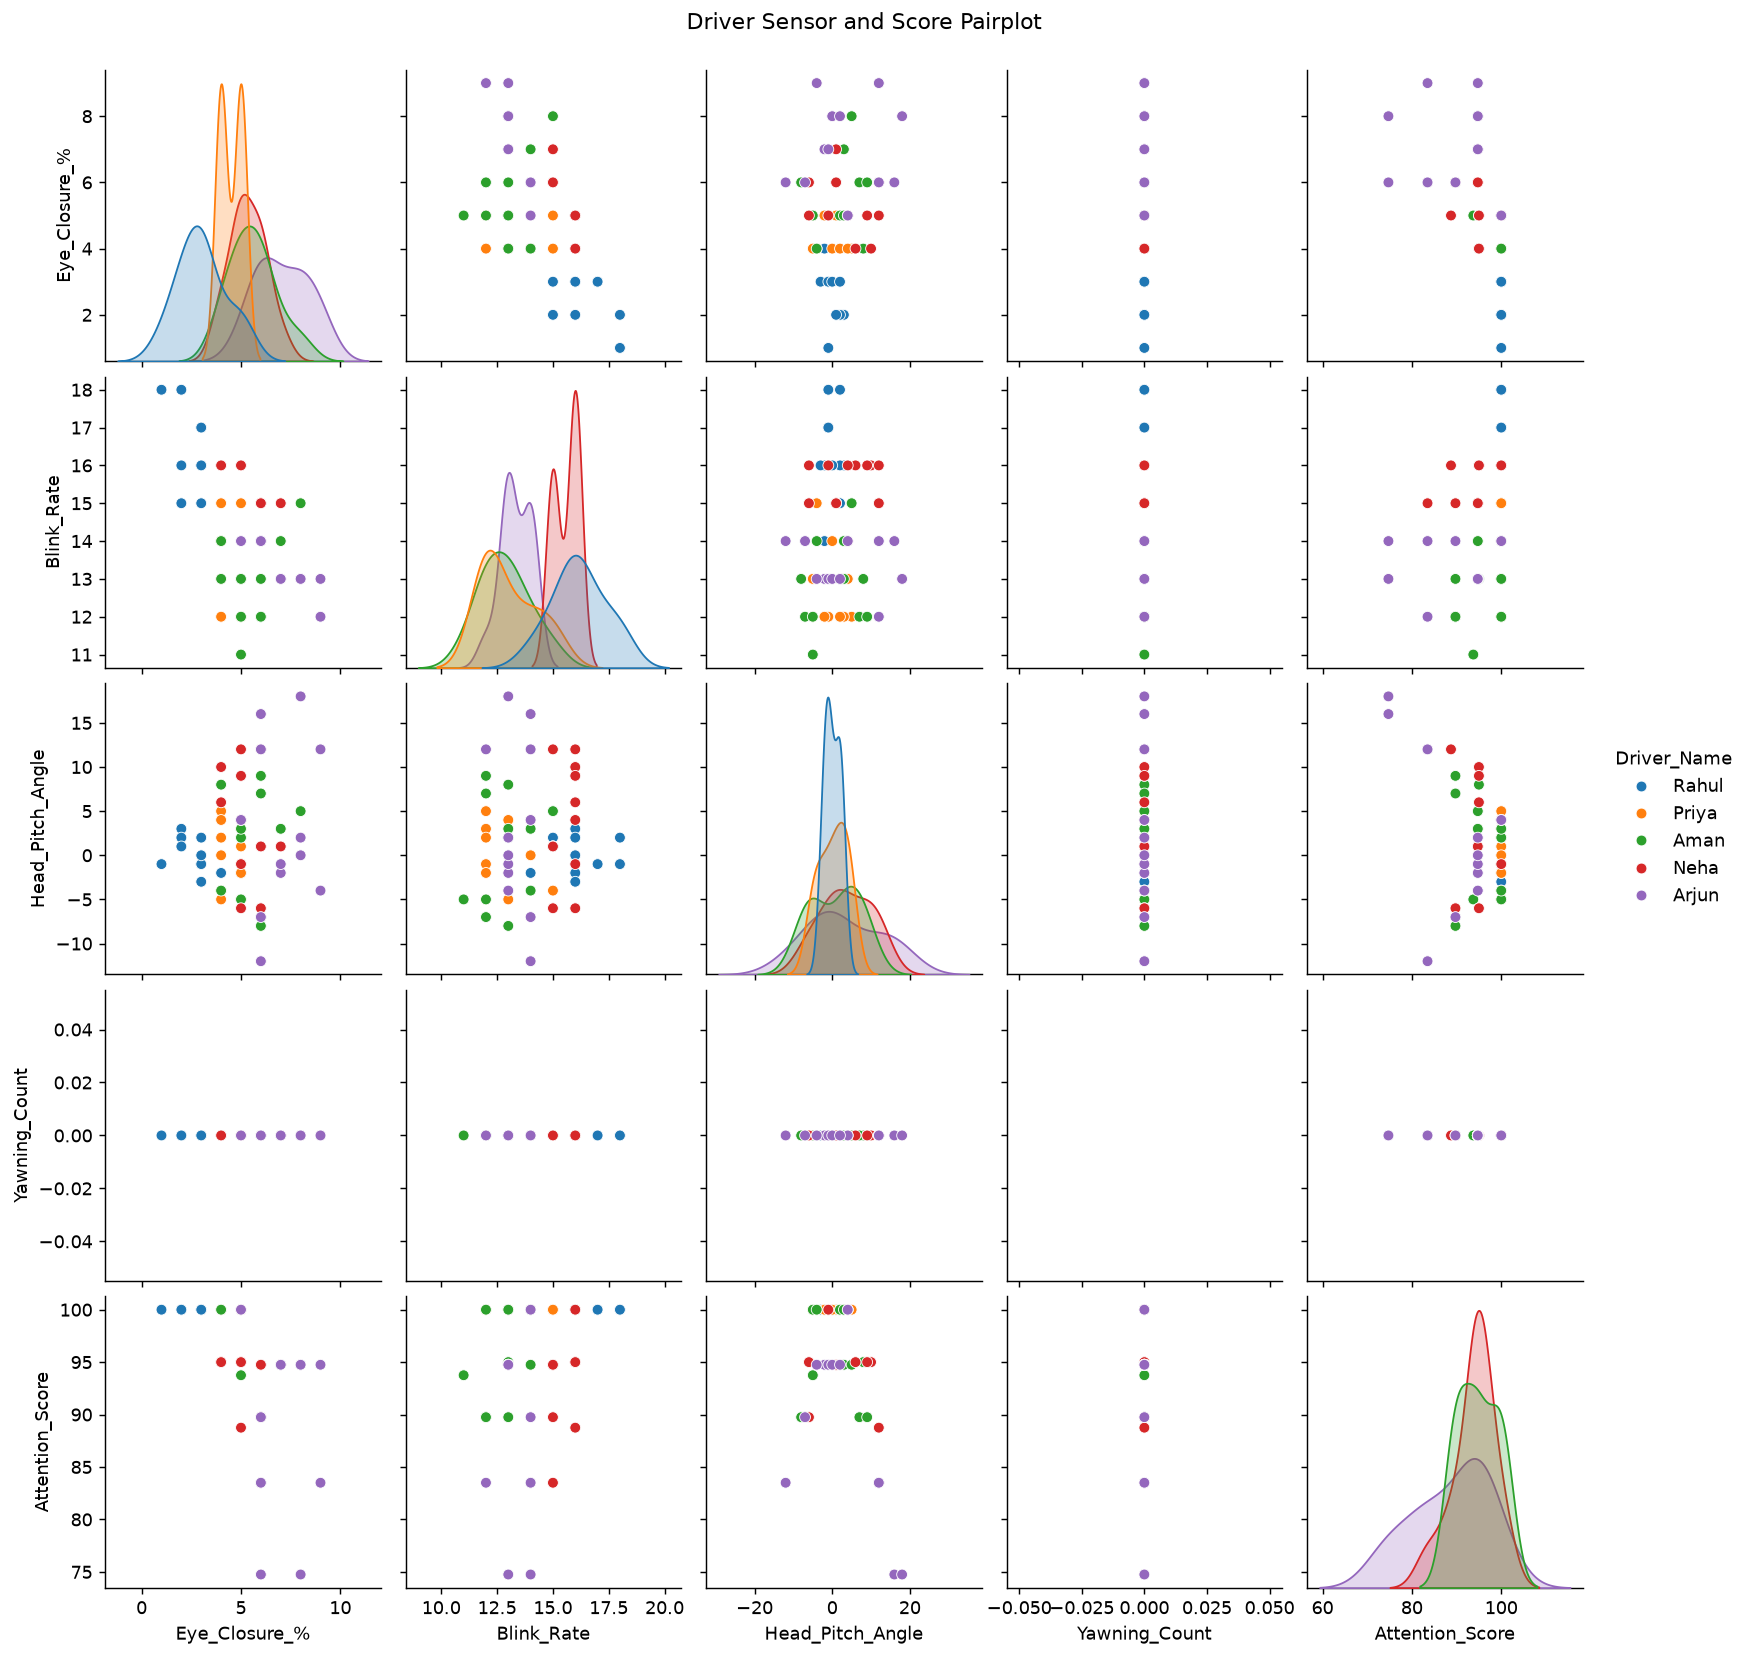 Driver Sensor and Score Pairplot
Eye_Closure_%
8
6
4
2
Blink_Rate
18
17
16
15
14
13
12
11
Head_Pitch_Angle
15
10
5
0
−5
−10
Driver_Name
Rahul
Priya
Aman
Neha
Arjun
Yawning_Count
0.04
0.02
0.00
−0.02
−0.04
Attention_Score
100
95
90
85
80
75
0 5 10
10.0 12.5 15.0 17.5 20.0
−20 0 20
−0.050 −0.025 0.000 0.025 0.050
60 80 100
Eye_Closure_%
Blink_Rate
Head_Pitch_Angle
Yawning_Count
Attention_Score